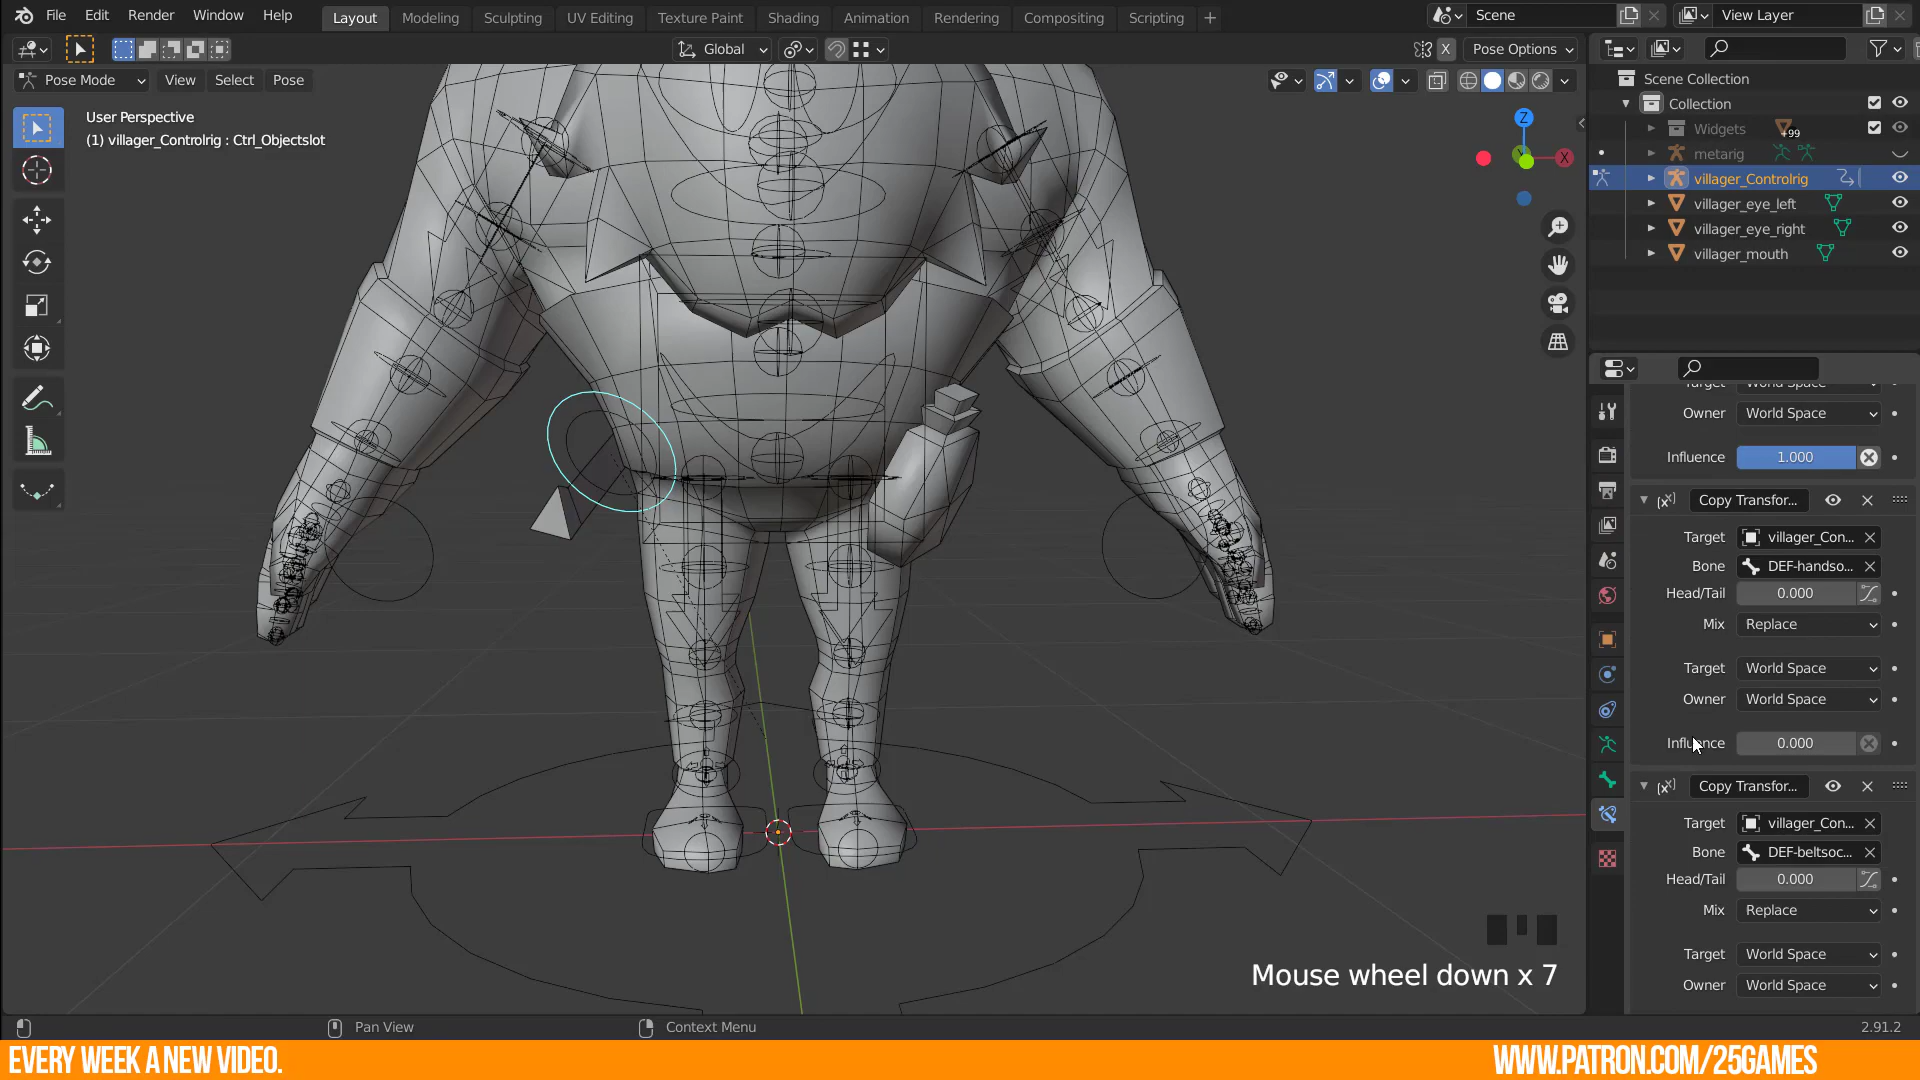 File Edit Render Window Help
Layout Modeling Sculpting UV Editing Texture Paint Shading Animation Rendering Compositing Scripting
Scene
View Layer
Global
X
Pose Options
Pose Mode View Select Pose
User Perspective
(1) villager_Controlrig : Ctrl_Objectslot
Z
X
Scene Collection
Collection
Widgets +99
metarig
villager_Controlrig
villager_eye_left
villager_eye_right
villager_mouth
Target World Space
Owner World Space
Influence 1.000
Copy Transfor...
Target villager_Con...
Bone DEF-handso...
Head/Tail 0.000
Mix Replace
Target World Space
Owner World Space
Influence 0.000
Copy Transfor...
Target villager_Con...
Bone DEF-beltsoc...
Head/Tail 0.000
Mix Replace
Target World Space
Owner World Space
Mouse wheel down x 7
Pan View
Context Menu
2.91.2
EVERY WEEK A NEW VIDEO.
WWW.PATRON.COM/25GAMES